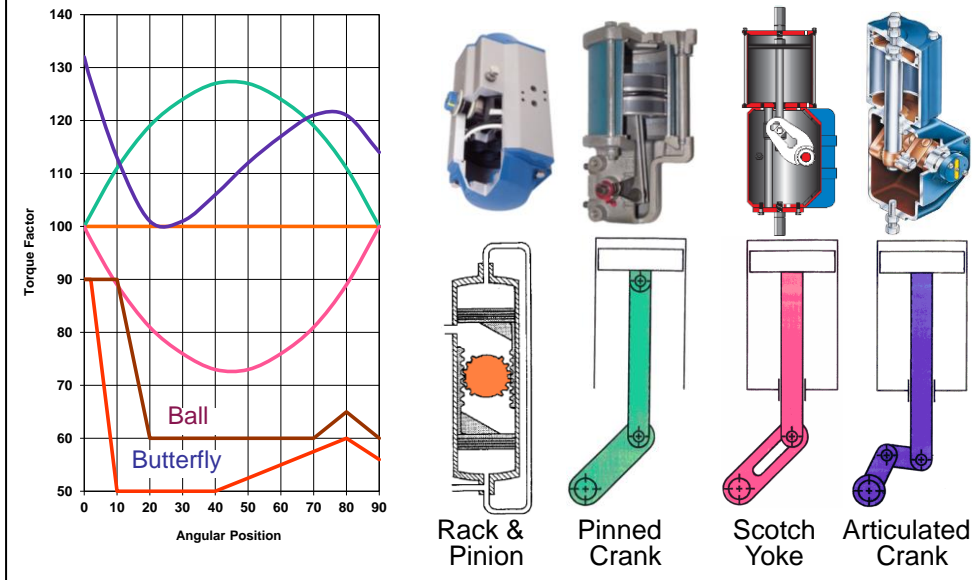 140
130
120
110
100
90
80
70
60
50
Torque Factor
Ball
Butterfly
0 10 20 30 40 50 60 70 80 90
Angular Position
Rack &
Pinion
Pinned
Crank
Scotch
Yoke
Articulated
Crank